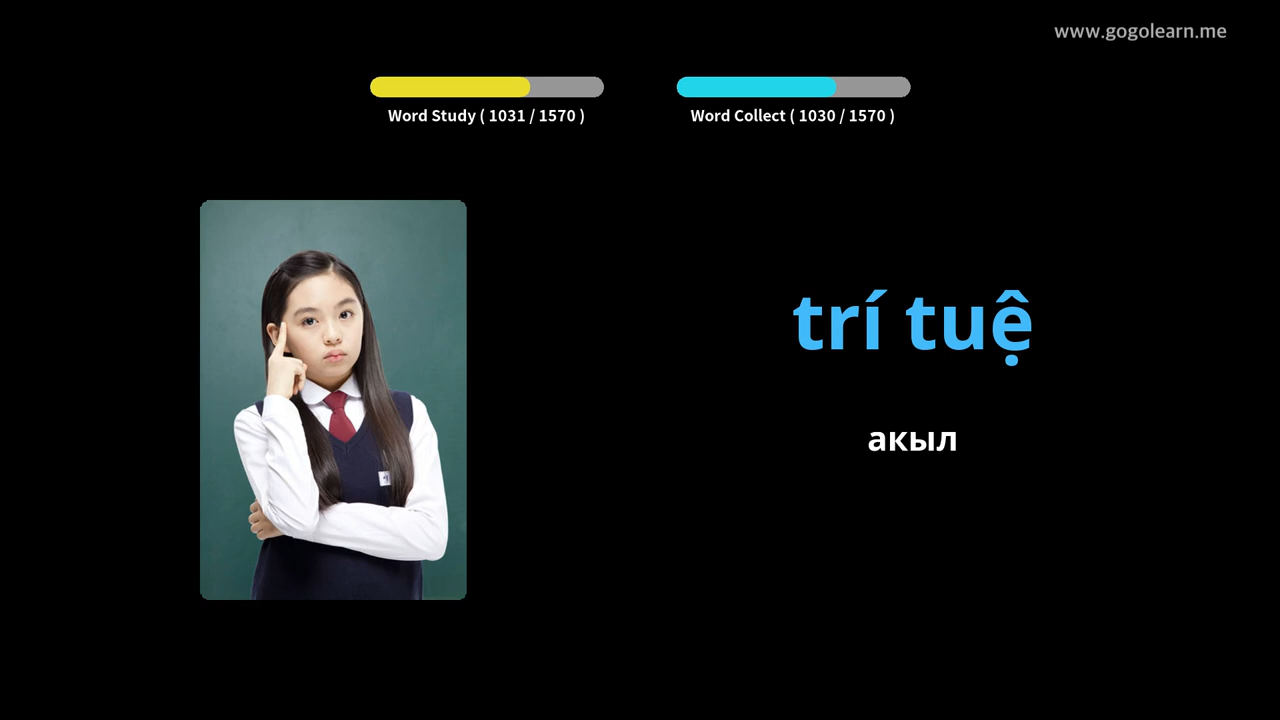 www.gogolearn.me
Word Study ( 1031 / 1570 )
Word Collect ( 1030 / 1570 )
trí tuệ
акыл